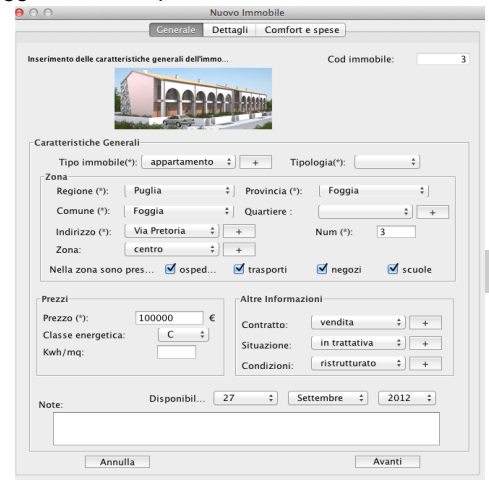 Nuovo Immobile
Generale Dettagli Comfort e spese
Inserimento delle caratteristiche generali dell'immo... Cod immobile: 3
Caratteristiche Generali
Tipo immobile(*): appartamento + Tipologia(*):
Zona
Regione (*): Puglia Provincia (*): Foggia
Comune (*): Foggia Quartiere : +
Indirizzo (*): Via Pretoria + Num (*): 3
Zona: centro +
Nella zona sono pres... osped... trasporti negozi scuole
Prezzi Altre Informazioni
Prezzo (*): 100000 € Contratto: vendita +
Classe energetica: C Situazione: in trattativa +
Kwh/mq: Condizioni: ristrutturato +
Disponibil... 27 Settembre 2012
Note:
Annulla Avanti